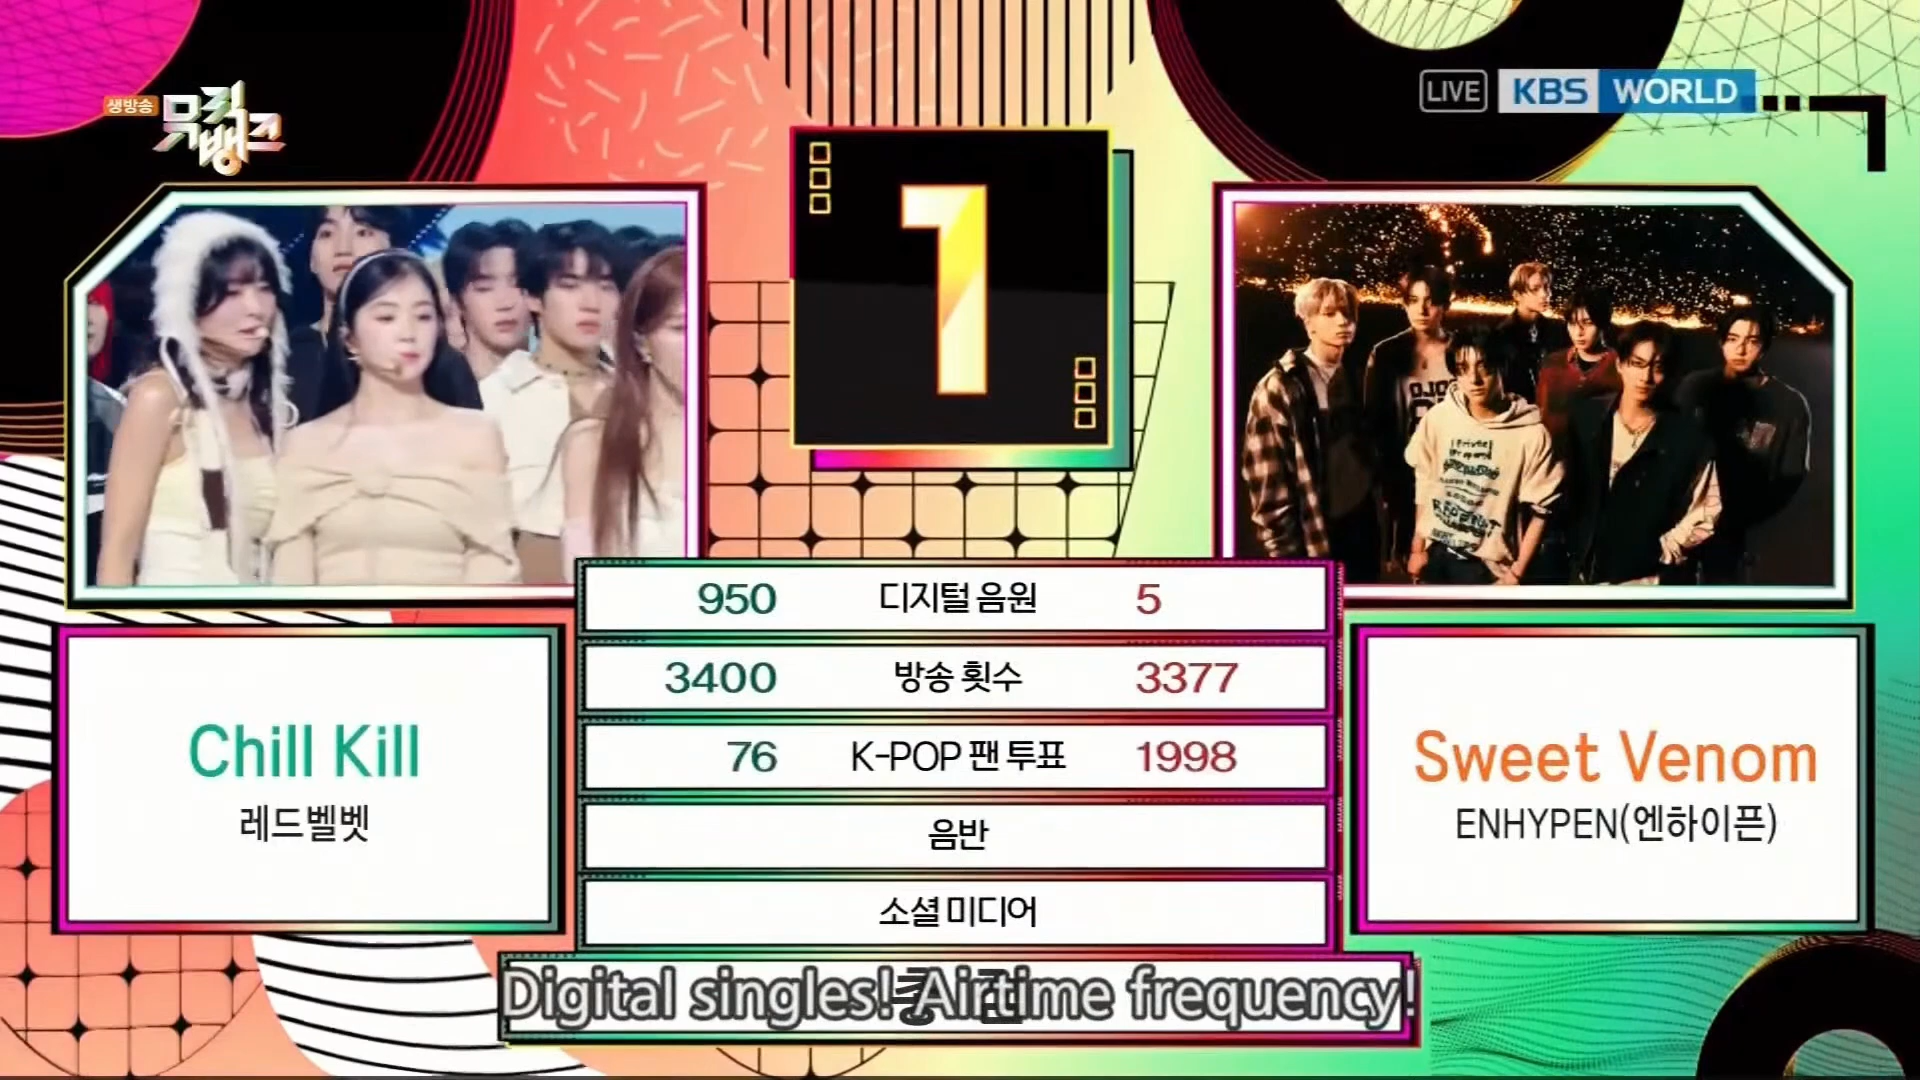 생방송
뮤직
뱅크
LIVE KBS WORLD
1
950 디지털 음원 5
3400 방송 횟수 3377
76 K-POP 팬 투표 1998
음반
소셜 미디어
Chill Kill
레드벨벳
Sweet Venom
ENHYPEN(엔하이픈)
Digital singles! Airtime frequency!